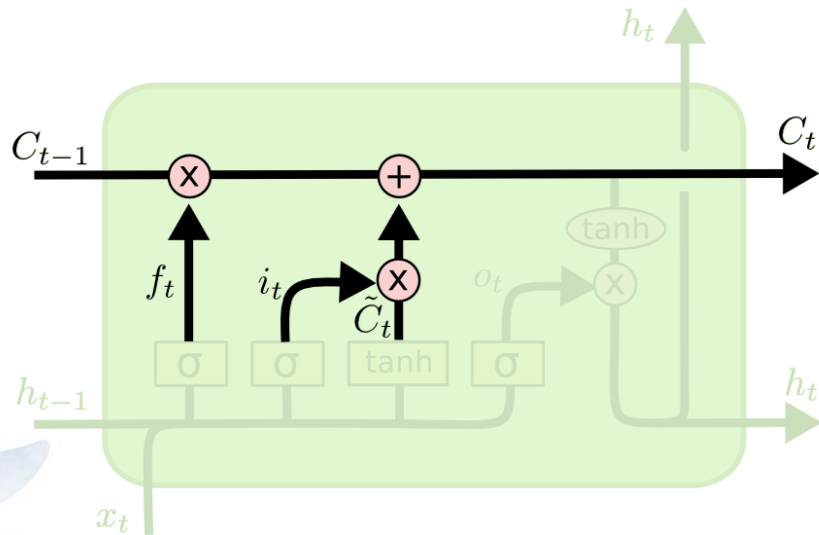 h_t
C_{t-1}
C_t
x
+
tanh
f_t
i_t
x
o_t
x
C̃_t
σ
σ
tanh
σ
h_{t-1}
h_t
x_t